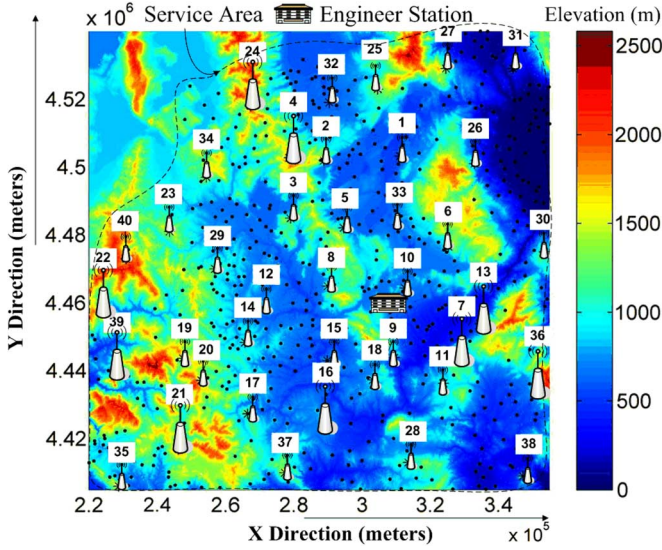 Service Area Engineer Station Elevation (m)
x 10^6
27 31
24 25 2500
32
4.52 4
2 1 26 2000
4.5 34
3 33
23 5 6
4.48 40 29 30 1500
22 8 10 13
12
4.46 39 14 7 1000
19 15 9 36
20 18 11
4.44 17 16
21 500
4.42 37 28 38
35 0
2.2 2.4 2.6 2.8 3 3.2 3.4
X Direction (meters) x 10^5
Y Direction (meters)